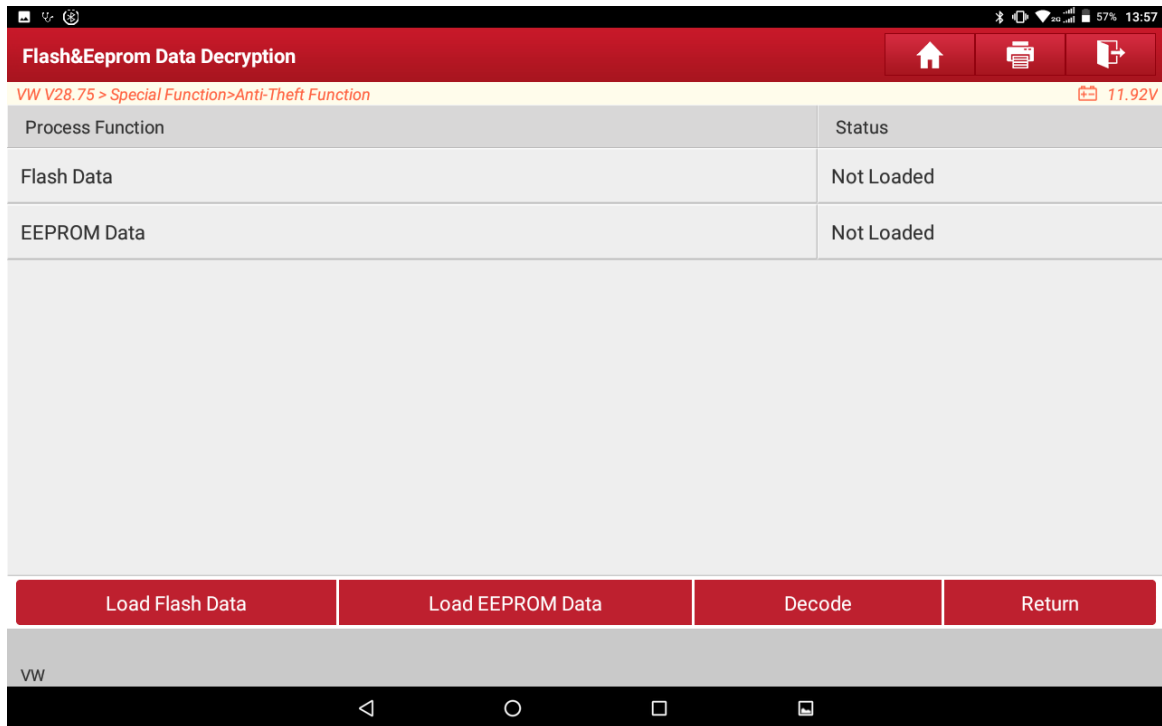 2G 57% 13:57
Flash&Eeprom Data Decryption
VW V28.75 > Special Function>Anti-Theft Function 11.92V
Process Function Status
Flash Data Not Loaded
EEPROM Data Not Loaded
Load Flash Data Load EEPROM Data Decode Return
VW